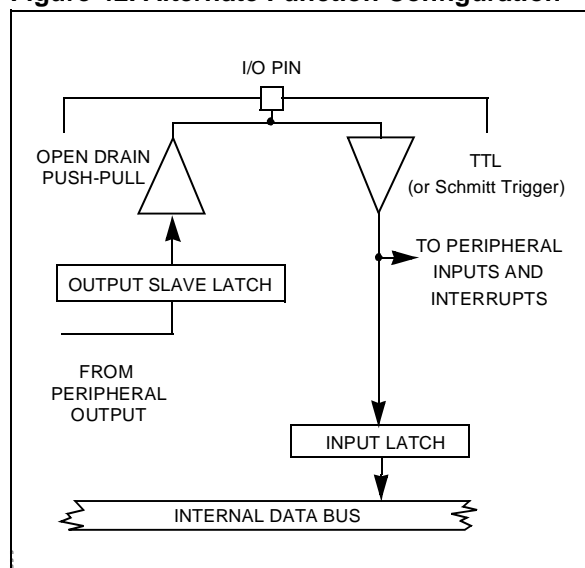 Figure 42. Alternate Function Configuration
I/O PIN
OPEN DRAIN
PUSH-PULL
TTL
(or Schmitt Trigger)
TO PERIPHERAL
INPUTS AND
INTERRUPTS
OUTPUT SLAVE LATCH
FROM
PERIPHERAL
OUTPUT
INPUT LATCH
INTERNAL DATA BUS